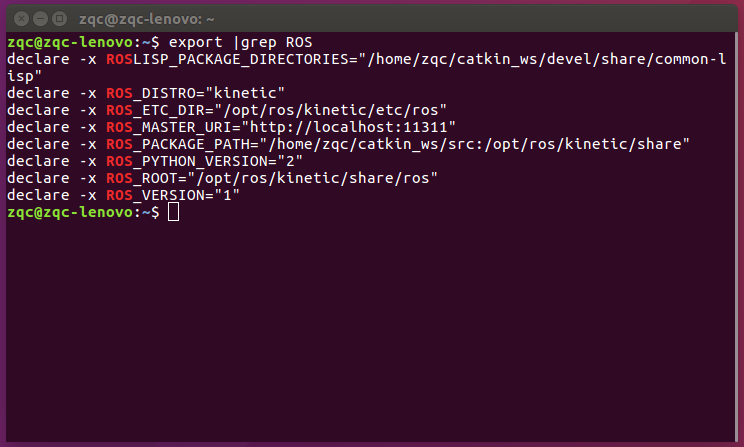 zqc@zqc-lenovo: ~
zqc@zqc-lenovo:~$ export |grep ROS
declare -x ROSLISP_PACKAGE_DIRECTORIES="/home/zqc/catkin_ws/devel/share/common-l
isp"
declare -x ROS_DISTRO="kinetic"
declare -x ROS_ETC_DIR="/opt/ros/kinetic/etc/ros"
declare -x ROS_MASTER_URI="http://localhost:11311"
declare -x ROS_PACKAGE_PATH="/home/zqc/catkin_ws/src:/opt/ros/kinetic/share"
declare -x ROS_PYTHON_VERSION="2"
declare -x ROS_ROOT="/opt/ros/kinetic/share/ros"
declare -x ROS_VERSION="1"
zqc@zqc-lenovo:~$